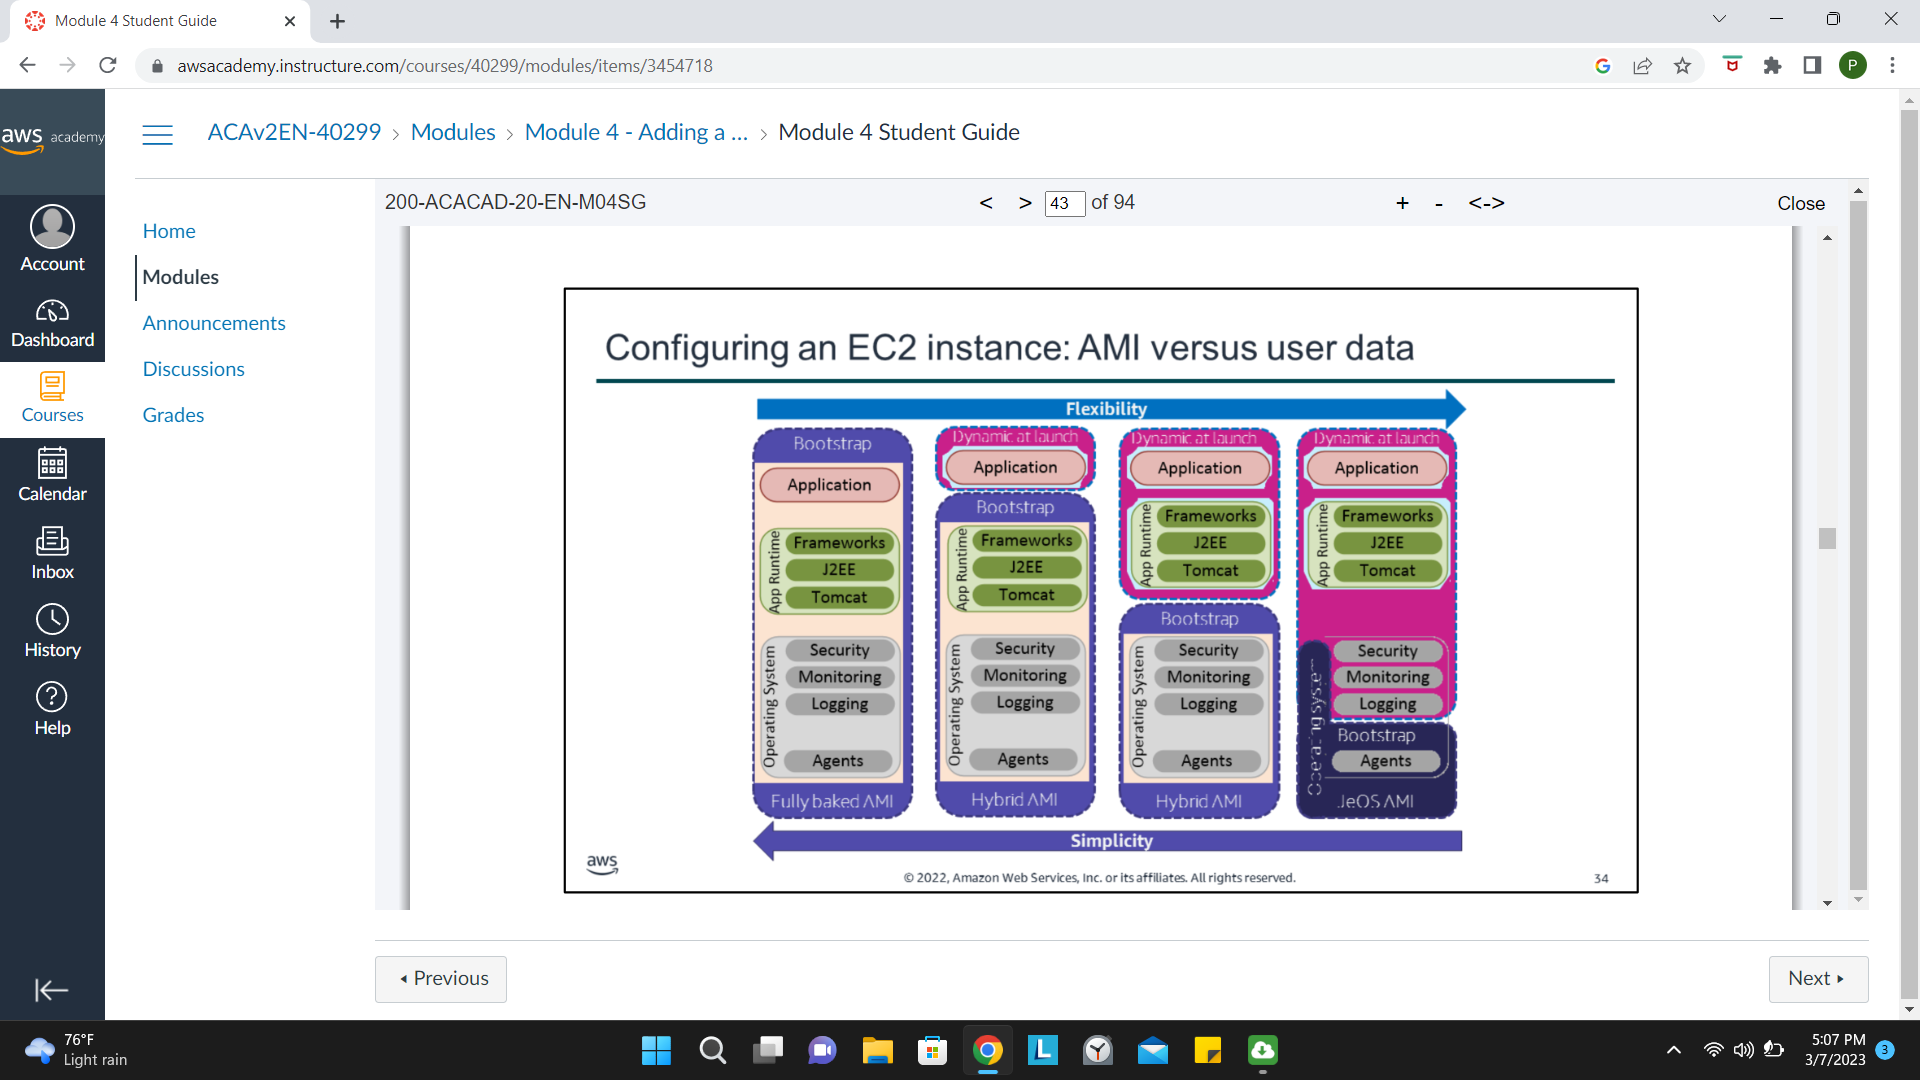 Module 4 Student Guide
awsacademy.instructure.com/courses/40299/modules/items/3454718
P
aws academy
ACAv2EN-40299 > Modules > Module 4 - Adding a ... > Module 4 Student Guide
200-ACACAD-20-EN-M04SG
< > 43 of 94
+ - <->
Close
Account
Dashboard
Courses
Calendar
Inbox
History
Help
Home
Modules
Announcements
Discussions
Grades
Configuring an EC2 instance: AMI versus user data
Flexibility
Bootstrap
Application
App Runtime
Frameworks
J2EE
Tomcat
Operating System
Security
Monitoring
Logging
Agents
Fully baked AMI
Dynamic at launch
Application
Bootstrap
App Runtime
Frameworks
J2EE
Tomcat
Operating System
Security
Monitoring
Logging
Agents
Hybrid AMI
Dynamic at launch
Application
App Runtime
Frameworks
J2EE
Tomcat
Bootstrap
Operating System
Security
Monitoring
Logging
Agents
Hybrid AMI
Dynamic at launch
Application
App Runtime
Frameworks
J2EE
Tomcat
Operating System
Security
Monitoring
Logging
Bootstrap
Agents
JeOS AMI
Simplicity
aws
© 2022, Amazon Web Services, Inc. or its affiliates. All rights reserved.
34
Previous
Next
76°F
Light rain
L
5:07 PM
3/7/2023
3